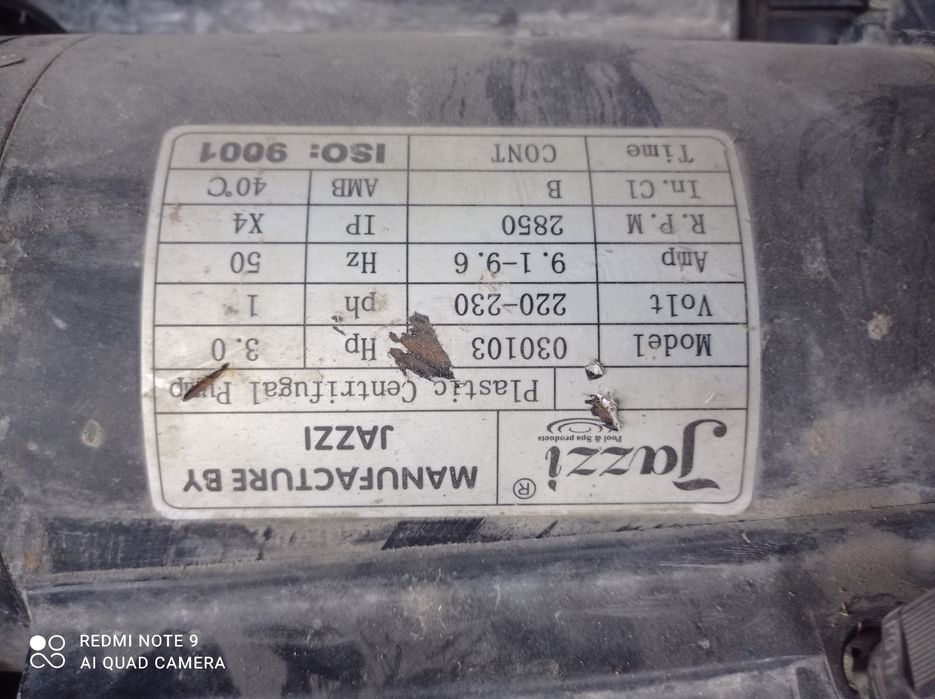 Jazzi ®
Pool & Spa products
MANUFACTURE BY
JAZZI
Plastic Centrifugal Pump
Model 030103 Hp 3.0
Volt 220-230 ph 1
Amp 9.1-9.6 Hz 50
R.P.M 2850 IP X4
In.Cl B AMB 40℃
Time CONT ISO: 9001
REDMI NOTE 9
AI QUAD CAMERA